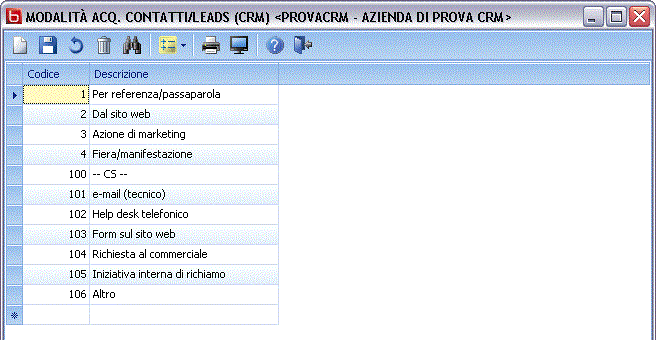 MODALITÀ ACQ. CONTATTI/LEADS (CRM) <PROVACRM - AZIENDA DI PROVA CRM>
Codice Descrizione
1 Per referenza/passaparola
2 Dal sito web
3 Azione di marketing
4 Fiera/manifestazione
100 -- CS --
101 e-mail (tecnico)
102 Help desk telefonico
103 Form sul sito web
104 Richiesta al commerciale
105 Iniziativa interna di richiamo
106 Altro